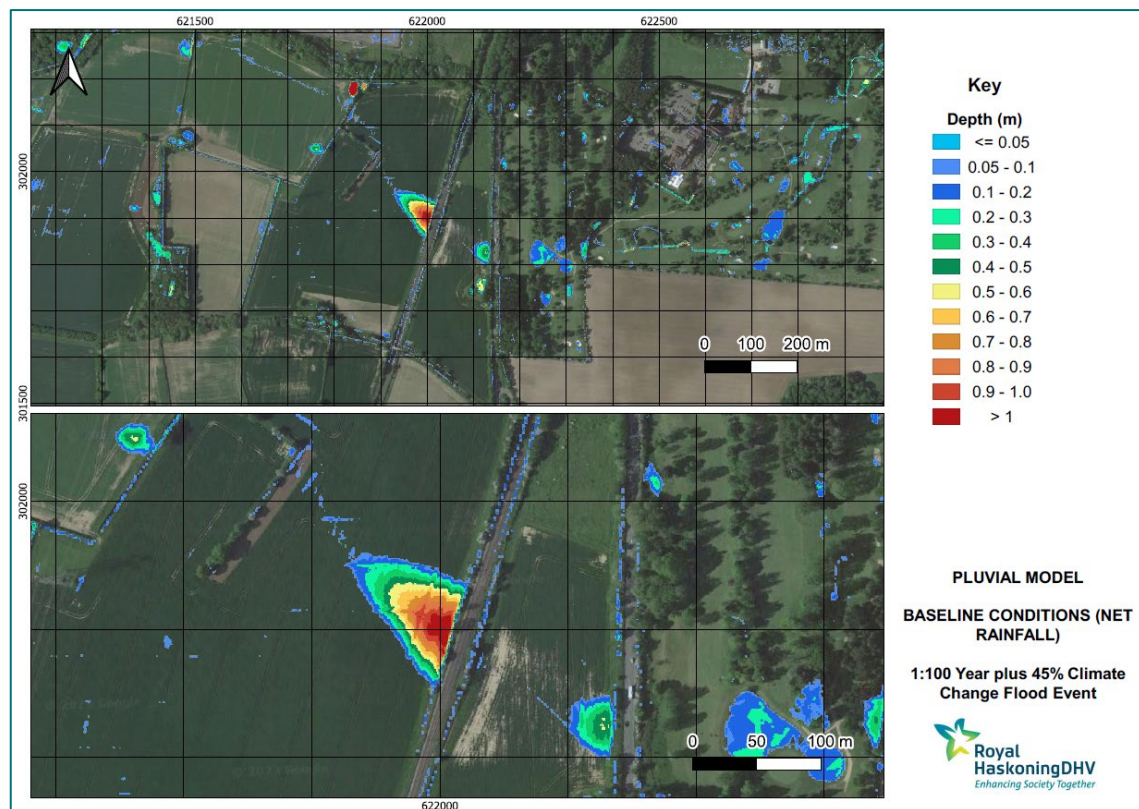 621500
622000
622500
302000
301500
0
100
200 m
302000
0
50
100 m
622000
Key
Depth (m)
<= 0.05
0.05 - 0.1
0.1 - 0.2
0.2 - 0.3
0.3 - 0.4
0.4 - 0.5
0.5 - 0.6
0.6 - 0.7
0.7 - 0.8
0.8 - 0.9
0.9 - 1.0
> 1
PLUVIAL MODEL
BASELINE CONDITIONS (NET
RAINFALL)
1:100 Year plus 45% Climate
Change Flood Event
Royal
HaskoningDHV
Enhancing Society Together